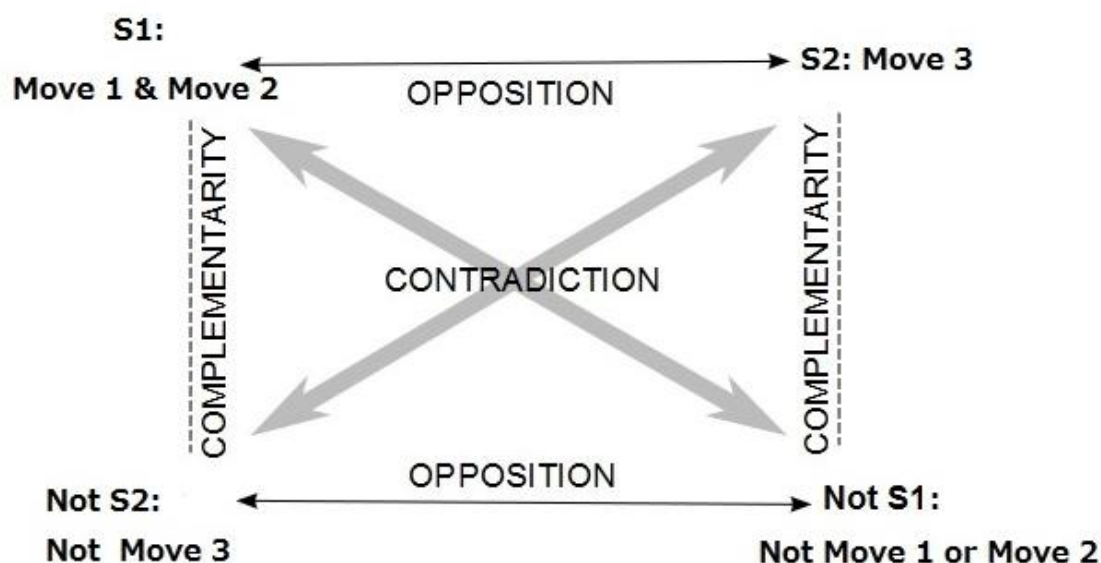 S1:
Move 1 & Move 2
S2: Move 3
OPPOSITION
COMPLEMENTARITY
COMPLEMENTARITY
CONTRADICTION
OPPOSITION
Not S2:
Not Move 3
Not S1:
Not Move 1 or Move 2